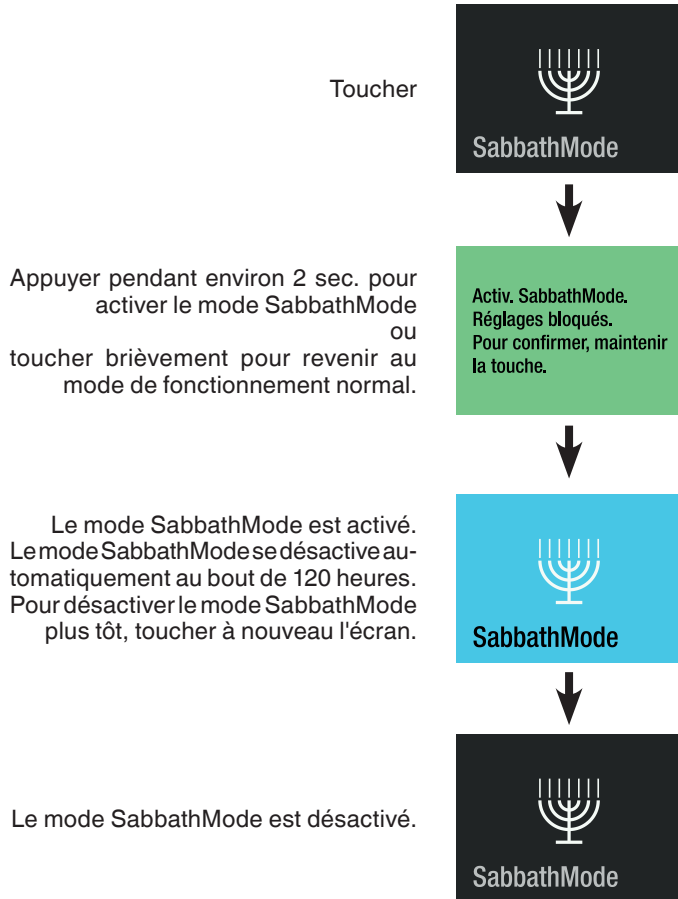 Toucher
SabbathMode
Appuyer pendant environ 2 sec. pour
activer le mode SabbathMode
ou
toucher brièvement pour revenir au
mode de fonctionnement normal.
Activ. SabbathMode.
Réglages bloqués.
Pour confirmer, maintenir
la touche.
Le mode SabbathMode est activé.
Le mode SabbathMode se désactive au-
tomatiquement au bout de 120 heures.
Pour désactiver le mode SabbathMode
plus tôt, toucher à nouveau l'écran.
SabbathMode
Le mode SabbathMode est désactivé.
SabbathMode